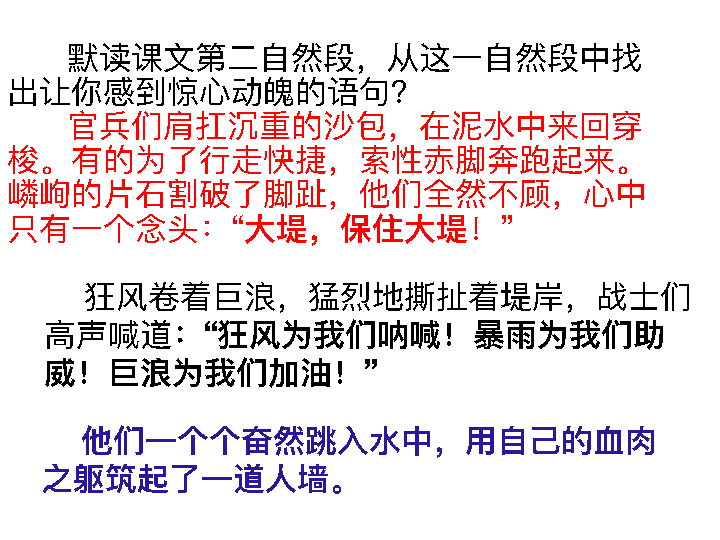 默读课文第二自然段，从这一自然段中找
出让你感到惊心动魄的语句？
官兵们肩扛沉重的沙包，在泥水中来回穿
梭。有的为了行走快捷，索性赤脚奔跑起来。
嶙峋的片石割破了脚趾，他们全然不顾，心中
只有一个念头：“大堤，保住大堤！”
狂风卷着巨浪，猛烈地撕扯着堤岸，战士们
高声喊道：“狂风为我们呐喊！暴雨为我们助
威！巨浪为我们加油！”
他们一个个奋然跳入水中，用自己的血肉
之躯筑起了一道人墙。